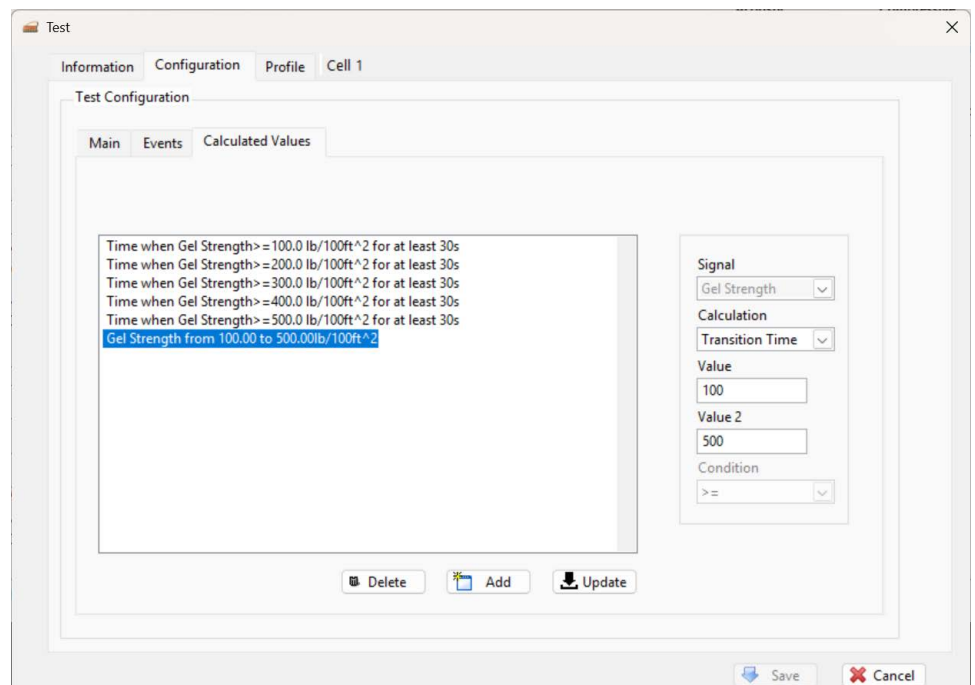 Test
Information Configuration Profile Cell 1
Test Configuration
Main Events Calculated Values
Time when Gel Strength>=100.0 lb/100ft^2 for at least 30s
Time when Gel Strength>=200.0 lb/100ft^2 for at least 30s
Time when Gel Strength>=300.0 lb/100ft^2 for at least 30s
Time when Gel Strength>=400.0 lb/100ft^2 for at least 30s
Time when Gel Strength>=500.0 lb/100ft^2 for at least 30s
Gel Strength from 100.00 to 500.00lb/100ft^2
Signal
Gel Strength
Calculation
Transition Time
Value
100
Value 2
500
Condition
>=
Delete Add Update
Save Cancel